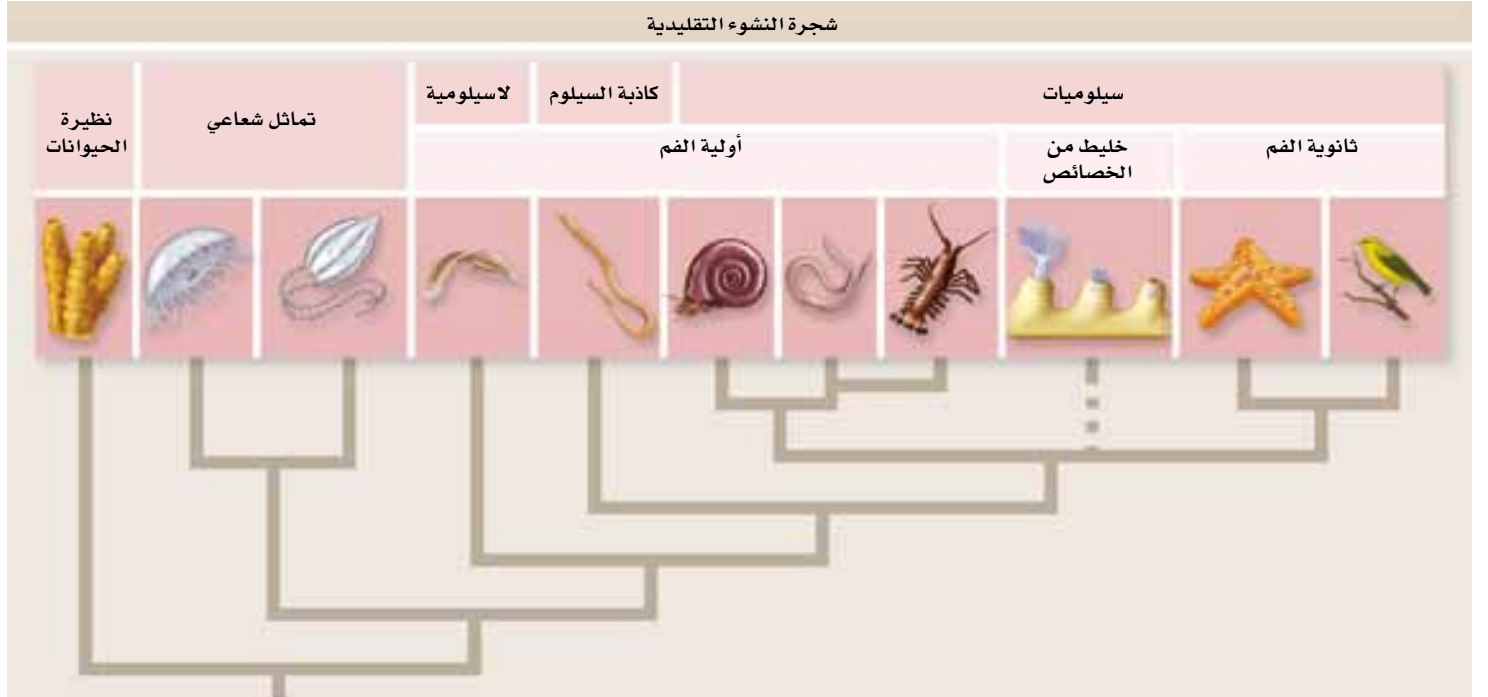 شجرة النشوء التقليدية
سيلوميات
كاذبة السيلوم
لاسيلومية
تماثل شعاعي
نظيرة
الحيوانات
ثانوية الفم
خليط من
الخصائص
أولية الفم